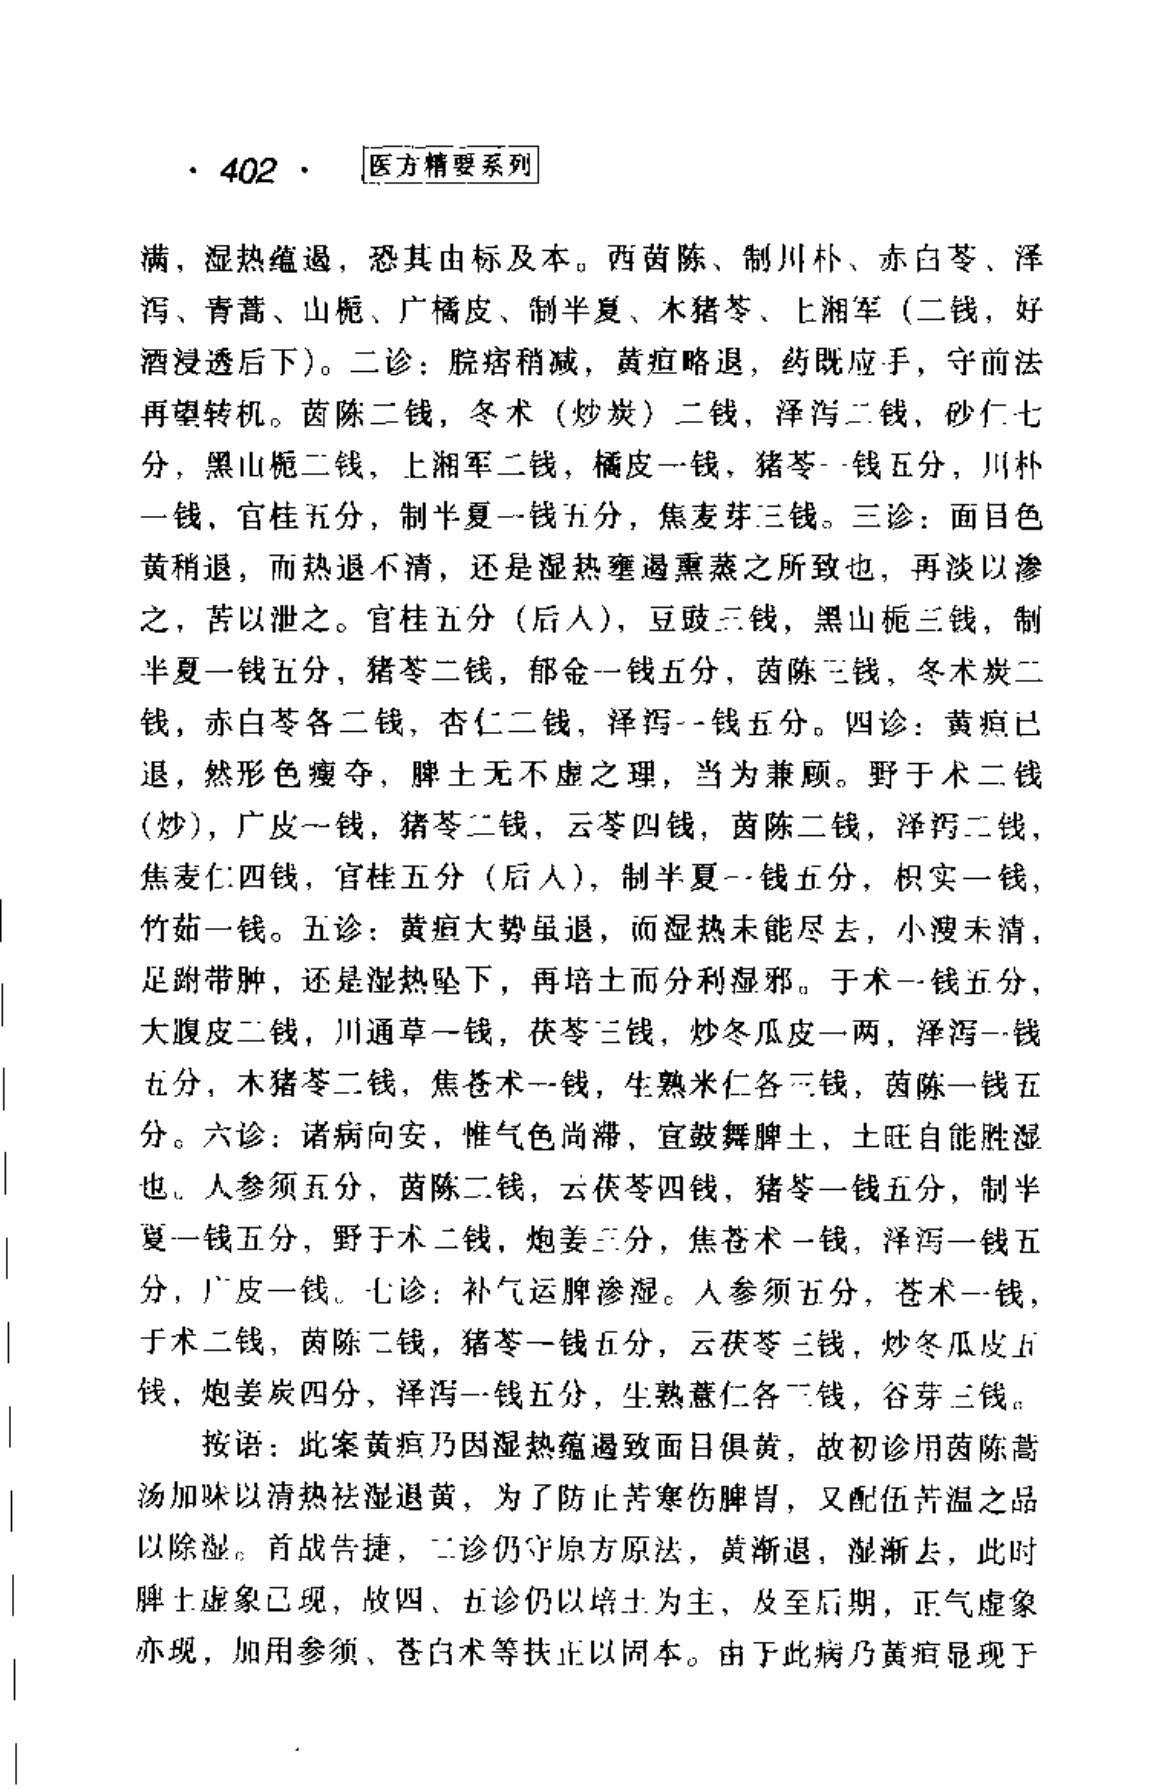 · 402 · 医方精要系列
满，湿热蕴遏，恐其由标及本。西茵陈、制川朴、赤白苓、泽
泻、青蒿、山栀、广橘皮、制半夏、木猪苓、上湘军（二钱，好
酒浸透后下）。二诊：脘痞稍减，黄疸略退，药既应手，守前法
再望转机。茵陈二钱，冬术（炒炭）二钱，泽泻二钱，砂仁七
分，黑山栀二钱，上湘军二钱，橘皮一钱，猪苓一钱五分，川朴
一钱，官桂五分，制半夏一钱五分，焦麦芽三钱。三诊：面目色
黄稍退，而热退不清，还是湿热壅遏熏蒸之所致也，再淡以渗
之，苦以泄之。官桂五分（后入），豆豉三钱，黑山栀三钱，制
半夏一钱五分，猪苓二钱，郁金一钱五分，茵陈三钱，冬术炭二
钱，赤白苓各二钱，杏仁二钱，泽泻一钱五分。四诊：黄疸已
退，然形色瘦夺，脾土无不虚之理，当为兼顾。野于术二钱
（炒），广皮一钱，猪苓二钱，云苓四钱，茵陈二钱，泽泻二钱，
焦麦仁四钱，官桂五分（后入），制半夏一钱五分，枳实一钱，
竹茹一钱。五诊：黄疸大势虽退，而湿热未能尽去，小溲未清，
足跗带肿，还是湿热坠下，再培土而分利湿邪。于术一钱五分，
大腹皮二钱，川通草一钱，茯苓三钱，炒冬瓜皮一两，泽泻一钱
五分，木猪苓二钱，焦苍术一钱，生熟米仁各三钱，茵陈一钱五
分。六诊：诸病向安，惟气色尚滞，宜鼓舞脾土，土旺自能胜湿
也。人参须五分，茵陈二钱，云茯苓四钱，猪苓一钱五分，制半
夏一钱五分，野于术二钱，炮姜三分，焦苍术一钱，泽泻一钱五
分，广皮一钱。七诊：补气运脾渗湿。人参须五分，苍术一钱，
于术二钱，茵陈二钱，猪苓一钱五分，云茯苓三钱，炒冬瓜皮五
钱，炮姜炭四分，泽泻一钱五分，生熟薏仁各三钱，谷芽三钱。
按语：此案黄疸乃因湿热蕴遏致面目俱黄，故初诊用茵陈蒿
汤加味以清热祛湿退黄，为了防止苦寒伤脾胃，又配伍苦温之品
以除湿。首战告捷，二诊仍守原方原法，黄渐退，湿渐去，此时
脾土虚象已现，故四、五诊仍以培土为主，及至后期，正气虚象
亦现，加用参须、苍白术等扶正以固本。由于此病乃黄疸显现于